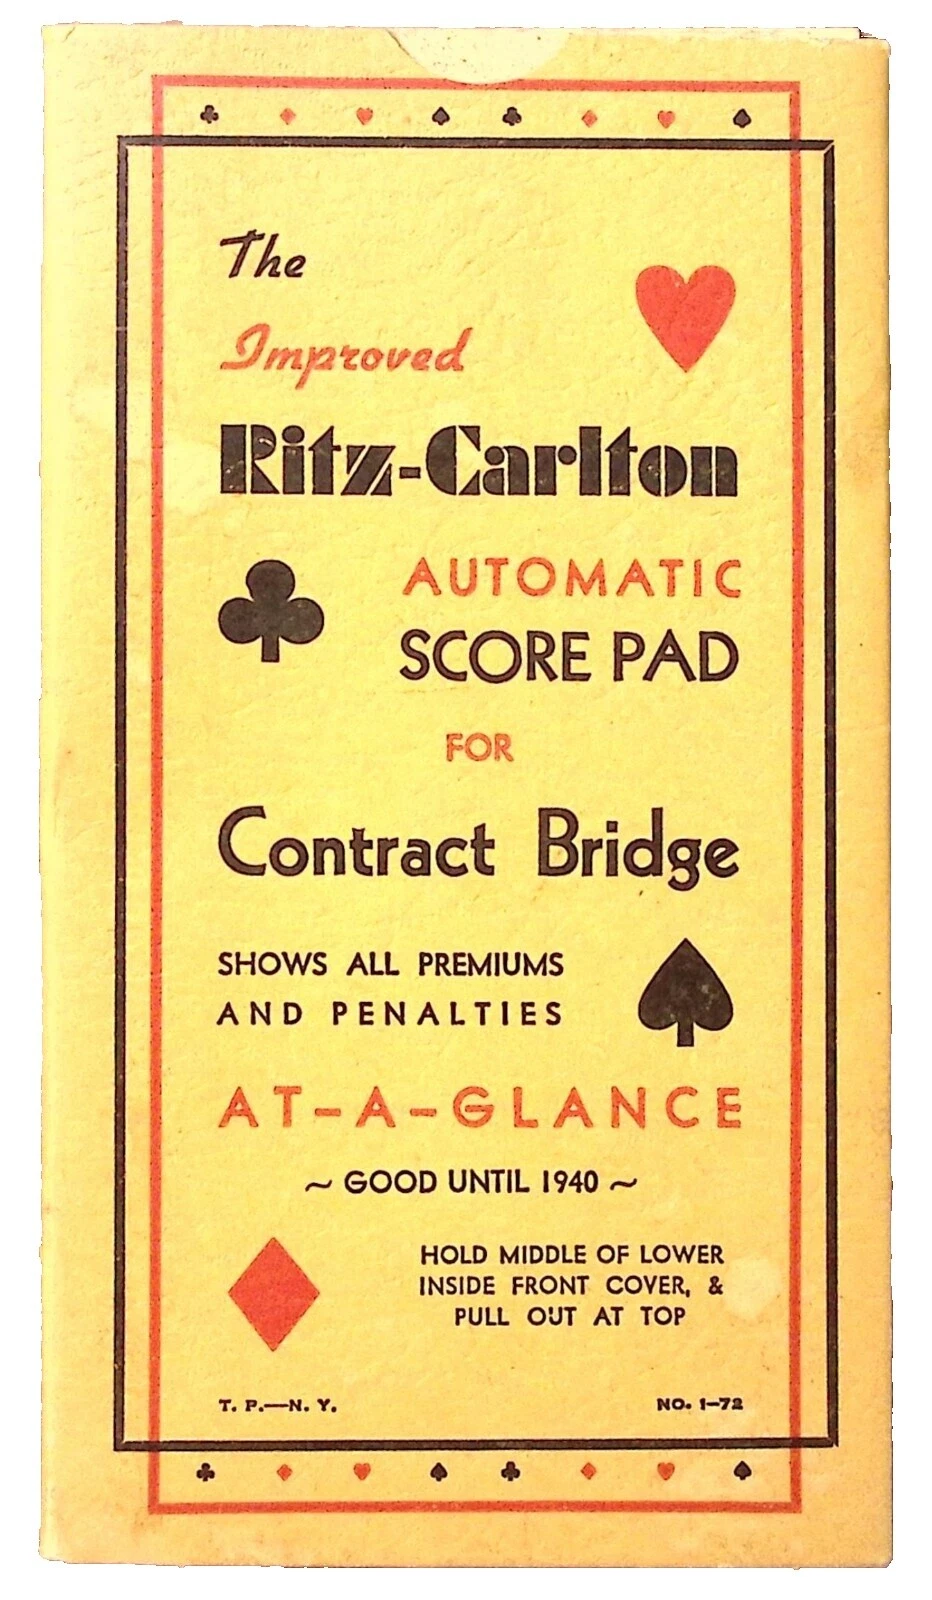 The
Improved
Ritz-Carlton
AUTOMATIC
SCORE PAD
FOR
Contract Bridge
SHOWS ALL PREMIUMS
AND PENALTIES
AT-A-GLANCE
~ GOOD UNTIL 1940 ~
HOLD MIDDLE OF LOWER
INSIDE FRONT COVER, &
PULL OUT AT TOP
T. P.—N. Y.
NO. 1-72